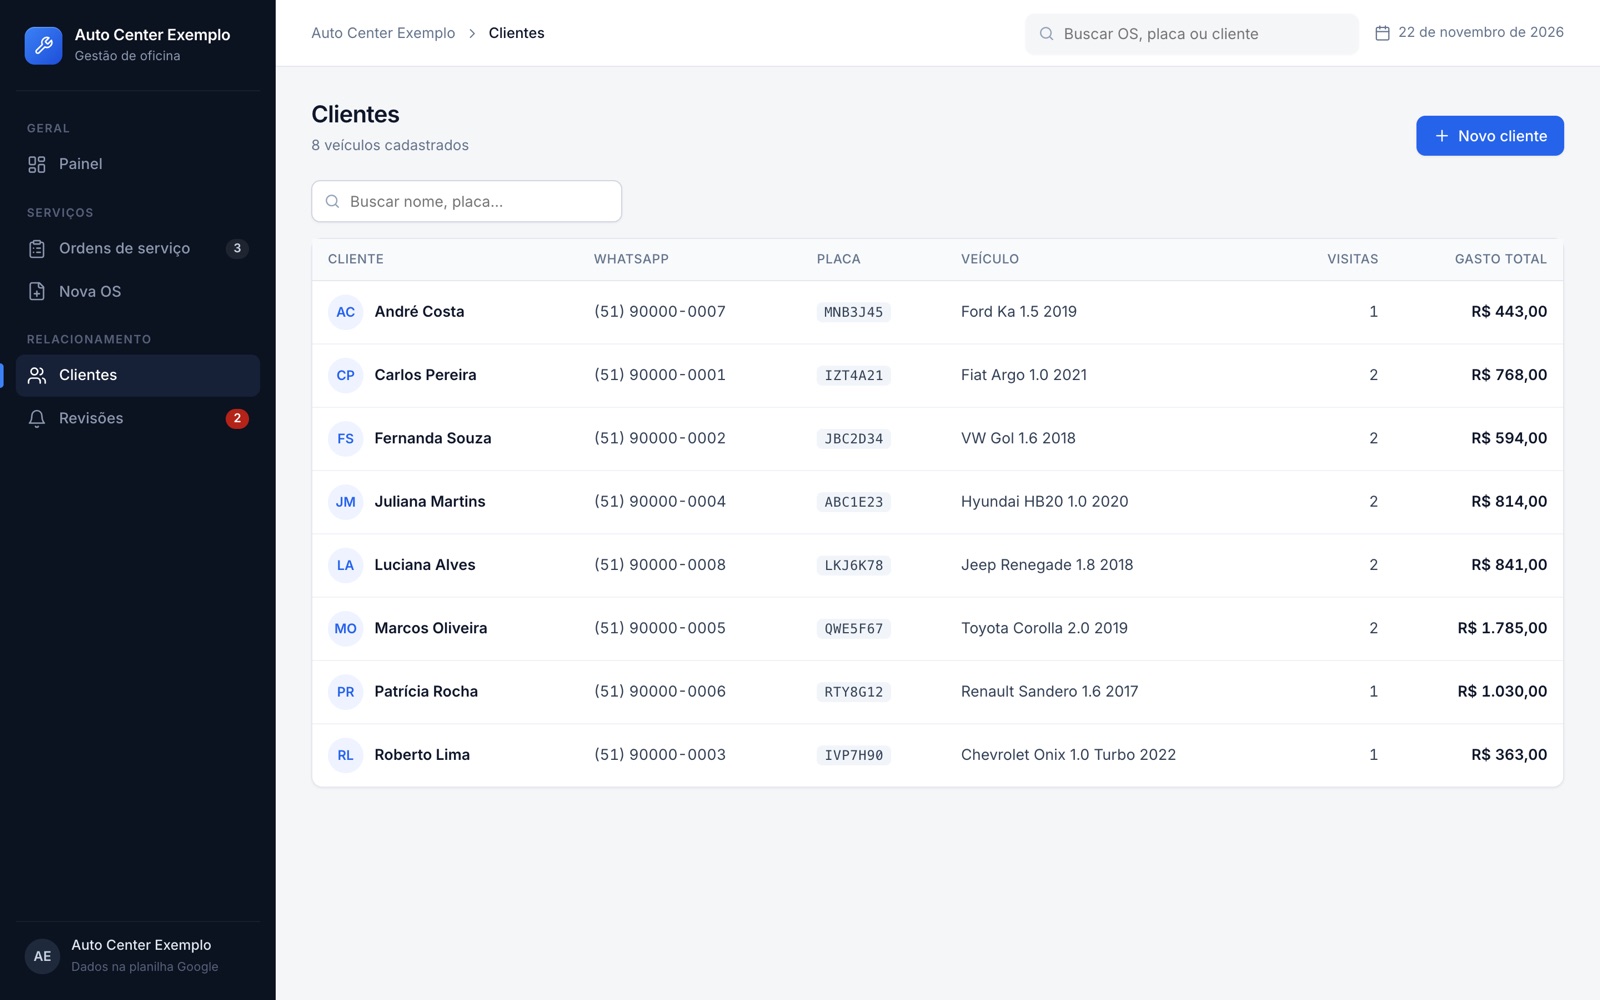 Auto Center Exemplo
Gestão de oficina
GERAL
Painel
SERVIÇOS
Ordens de serviço 3
Nova OS
RELACIONAMENTO
Clientes
Revisões 2
AE Auto Center Exemplo
Dados na planilha Google
Auto Center Exemplo > Clientes
Buscar OS, placa ou cliente
22 de novembro de 2026
Clientes
8 veículos cadastrados
+ Novo cliente
Buscar nome, placa...
CLIENTE WHATSAPP PLACA VEÍCULO VISITAS GASTO TOTAL
AC André Costa (51) 90000-0007 MNB3J45 Ford Ka 1.5 2019 1 R$ 443,00
CP Carlos Pereira (51) 90000-0001 IZT4A21 Fiat Argo 1.0 2021 2 R$ 768,00
FS Fernanda Souza (51) 90000-0002 JBC2D34 VW Gol 1.6 2018 2 R$ 594,00
JM Juliana Martins (51) 90000-0004 ABC1E23 Hyundai HB20 1.0 2020 2 R$ 814,00
LA Luciana Alves (51) 90000-0008 LKJ6K78 Jeep Renegade 1.8 2018 2 R$ 841,00
MO Marcos Oliveira (51) 90000-0005 QWE5F67 Toyota Corolla 2.0 2019 2 R$ 1.785,00
PR Patrícia Rocha (51) 90000-0006 RTY8G12 Renault Sandero 1.6 2017 1 R$ 1.030,00
RL Roberto Lima (51) 90000-0003 IVP7H90 Chevrolet Onix 1.0 Turbo 2022 1 R$ 363,00